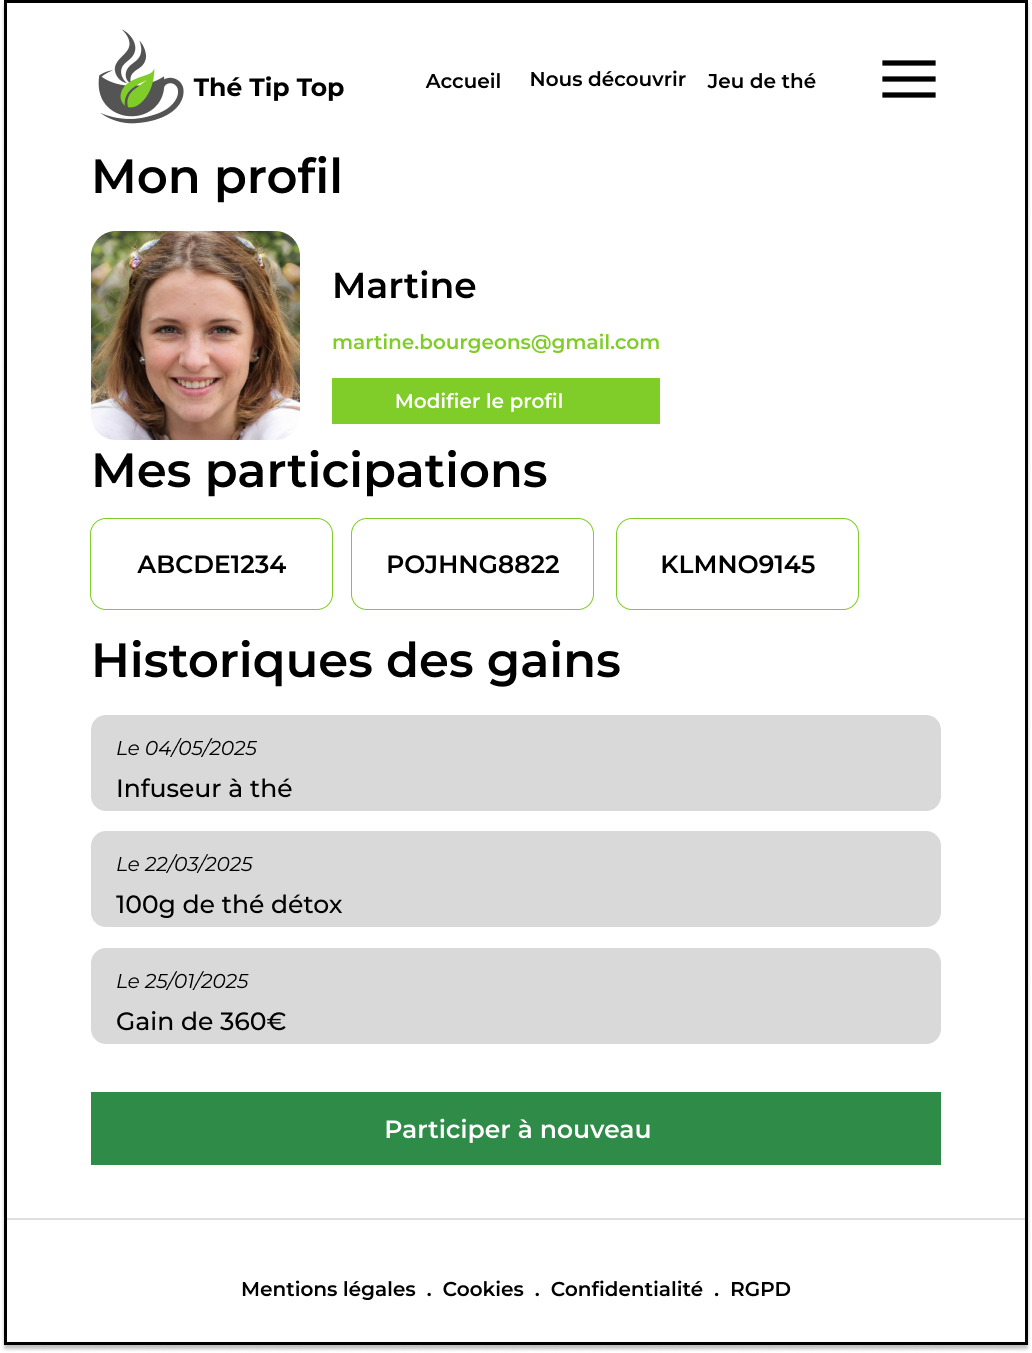 Thé Tip Top
Accueil Nous découvrir Jeu de thé
Mon profil
Martine
martine.bourgeons@gmail.com
Modifier le profil
Mes participations
ABCDE1234 POJHNG8822 KLMNO9145
Historiques des gains
Le 04/05/2025
Infuseur à thé
Le 22/03/2025
100g de thé détox
Le 25/01/2025
Gain de 360€
Participer à nouveau
Mentions légales . Cookies . Confidentialité . RGPD